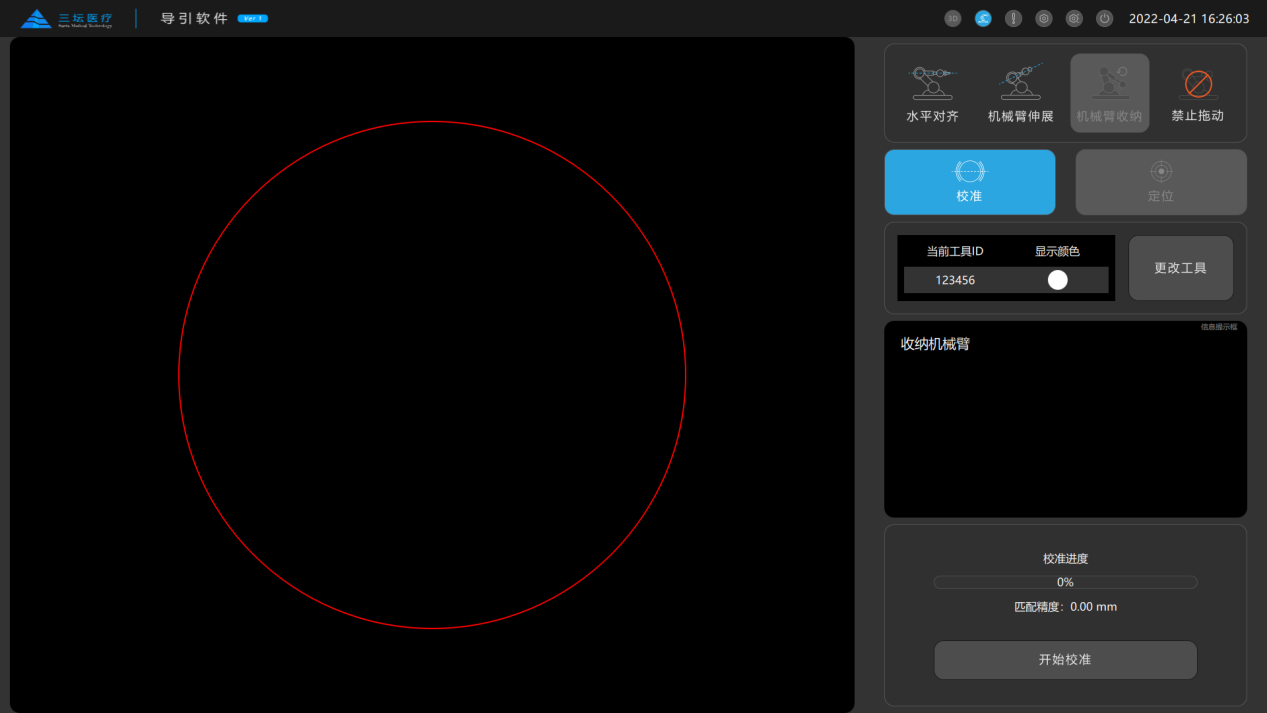 三坛医疗
Santa Medical Technology
导引软件
Ver 1
3D
2022-04-21 16:26:03
水平对齐
机械臂伸展
机械臂收纳
禁止拖动
校准
定位
当前工具ID
显示颜色
123456
更改工具
信息提示框
收纳机械臂
校准进度
0%
匹配精度：0.00 mm
开始校准